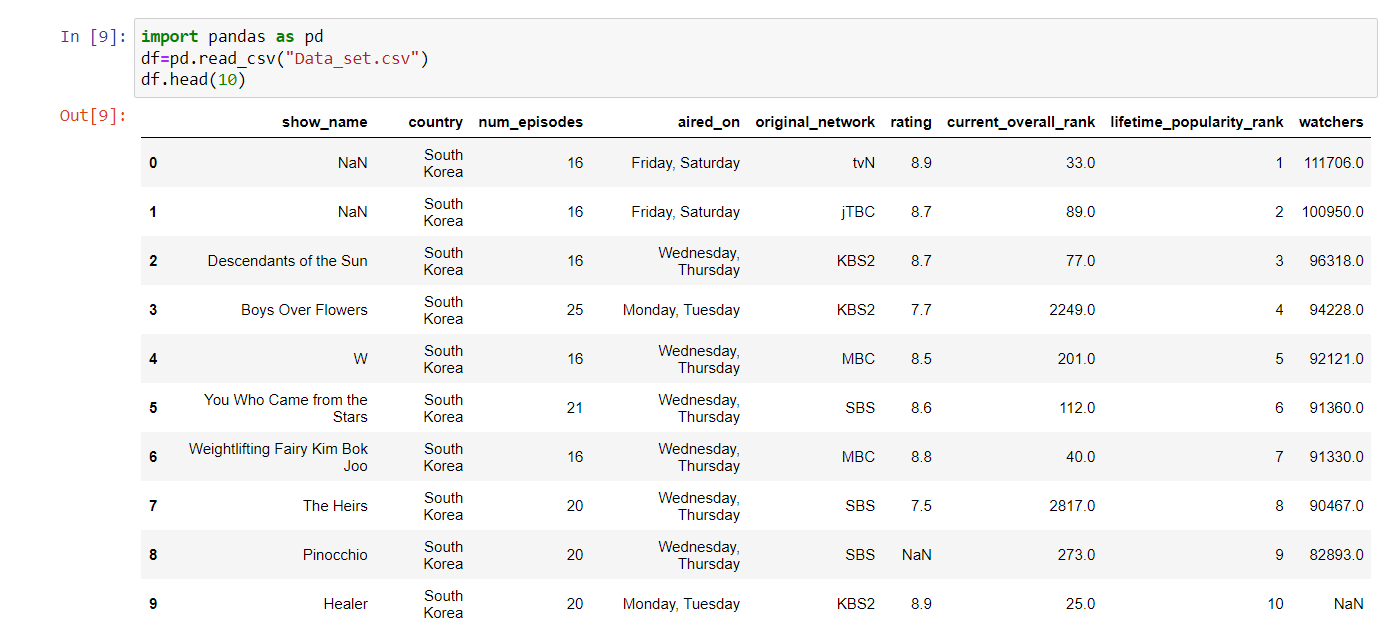 In [9]: import pandas as pd
df=pd.read_csv("Data_set.csv")
df.head(10)
Out[9]:
show_name country num_episodes aired_on original_network rating current_overall_rank lifetime_popularity_rank watchers
0 NaN South Korea 16 Friday, Saturday tvN 8.9 33.0 1 111706.0
1 NaN South Korea 16 Friday, Saturday jTBC 8.7 89.0 2 100950.0
2 Descendants of the Sun South Korea 16 Wednesday, Thursday KBS2 8.7 77.0 3 96318.0
3 Boys Over Flowers South Korea 25 Monday, Tuesday KBS2 7.7 2249.0 4 94228.0
4 W South Korea 16 Wednesday, Thursday MBC 8.5 201.0 5 92121.0
5 You Who Came from the Stars South Korea 21 Wednesday, Thursday SBS 8.6 112.0 6 91360.0
6 Weightlifting Fairy Kim Bok Joo South Korea 16 Wednesday, Thursday MBC 8.8 40.0 7 91330.0
7 The Heirs South Korea 20 Wednesday, Thursday SBS 7.5 2817.0 8 90467.0
8 Pinocchio South Korea 20 Wednesday, Thursday SBS NaN 273.0 9 82893.0
9 Healer South Korea 20 Monday, Tuesday KBS2 8.9 25.0 10 NaN